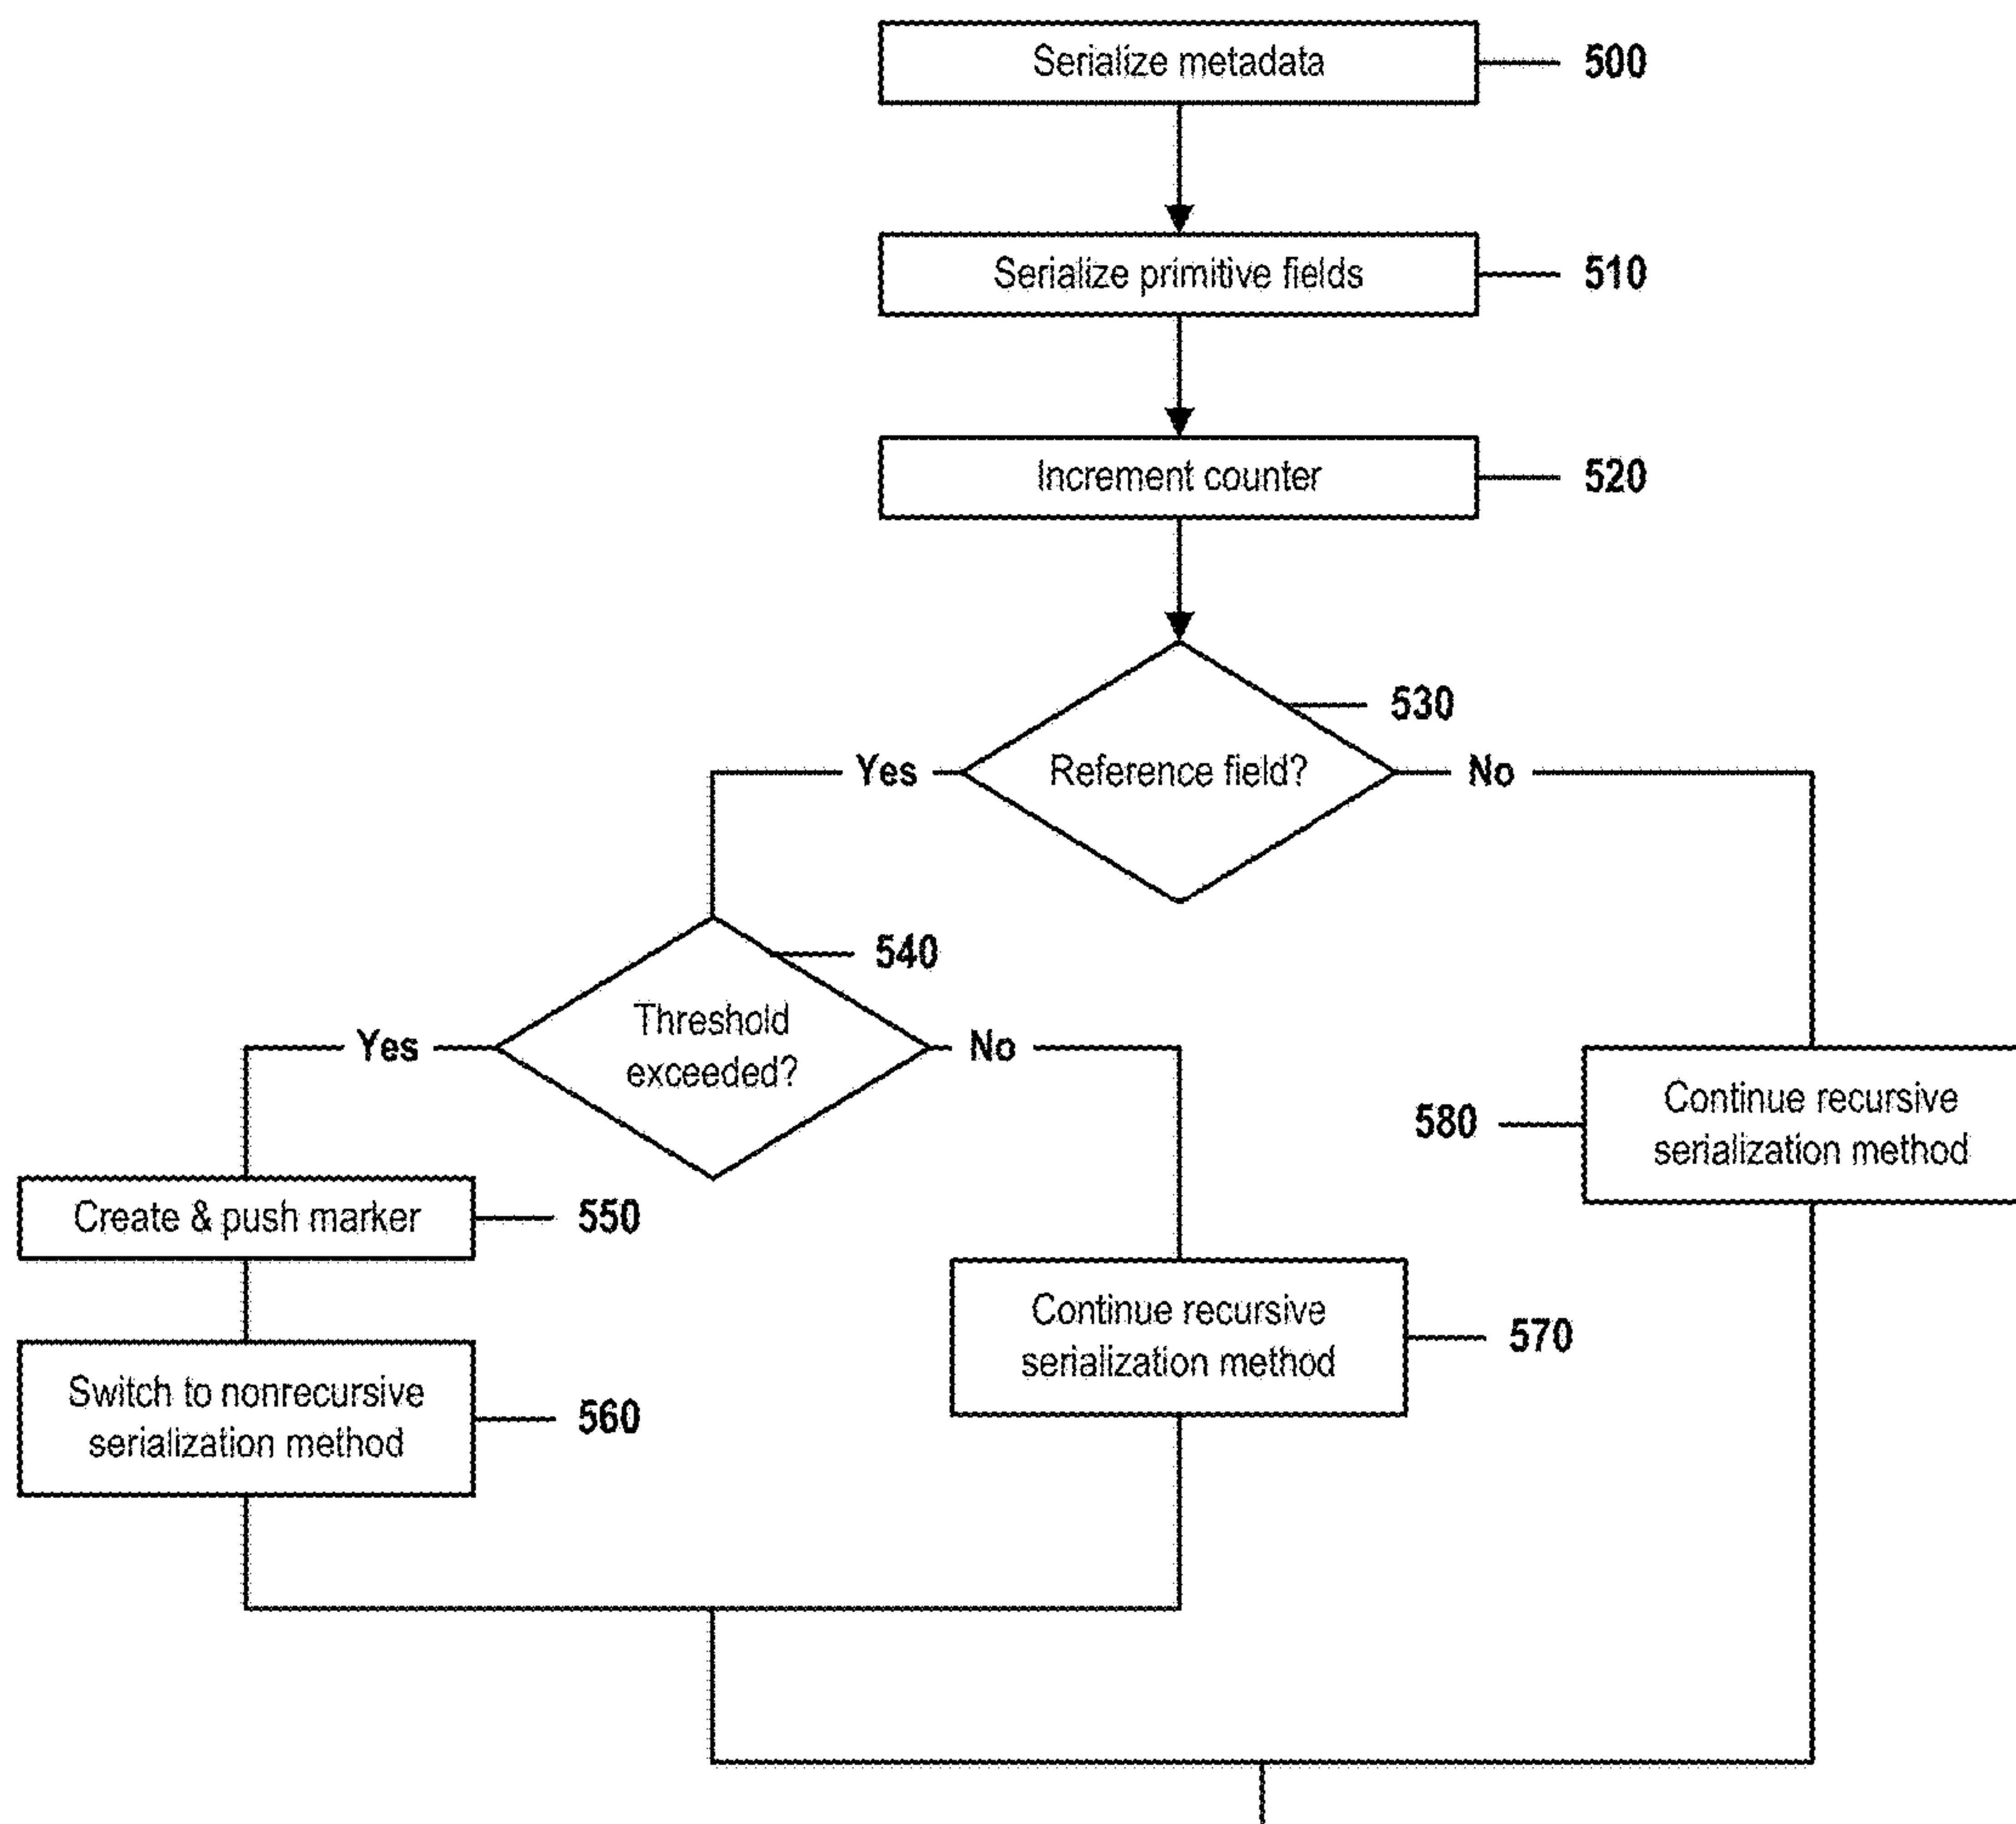 Serialize metadata
500
Serialize primitive fields
510
Increment counter
520
530
Yes
Reference field?
No
540
Yes
Threshold
exceeded?
No
580
Continue recursive
serialization method
Create & push marker
550
Continue recursive
serialization method
570
Switch to nonrecursive
serialization method
560